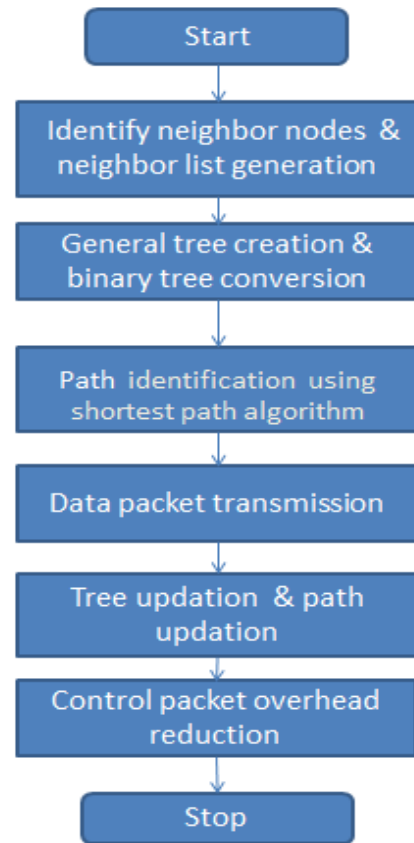 Start
Identify neighbor nodes &
neighbor list generation
General tree creation &
binary tree conversion
Path identification using
shortest path algorithm
Data packet transmission
Tree updation & path
updation
Control packet overhead
reduction
Stop